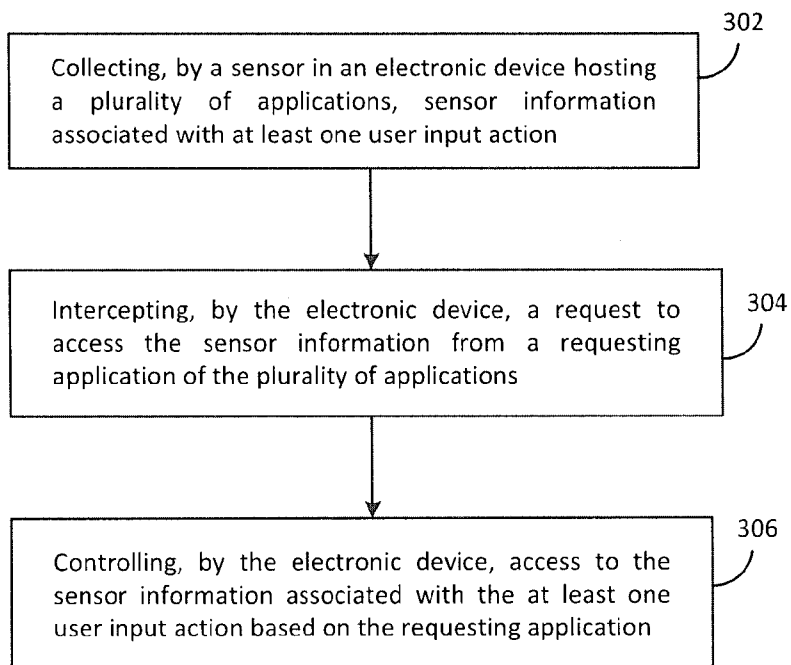 302
Collecting, by a sensor in an electronic device hosting
a plurality of applications, sensor information
associated with at least one user input action
304
Intercepting, by the electronic device, a request to
access the sensor information from a requesting
application of the plurality of applications
306
Controlling, by the electronic device, access to the
sensor information associated with the at least one
user input action based on the requesting application